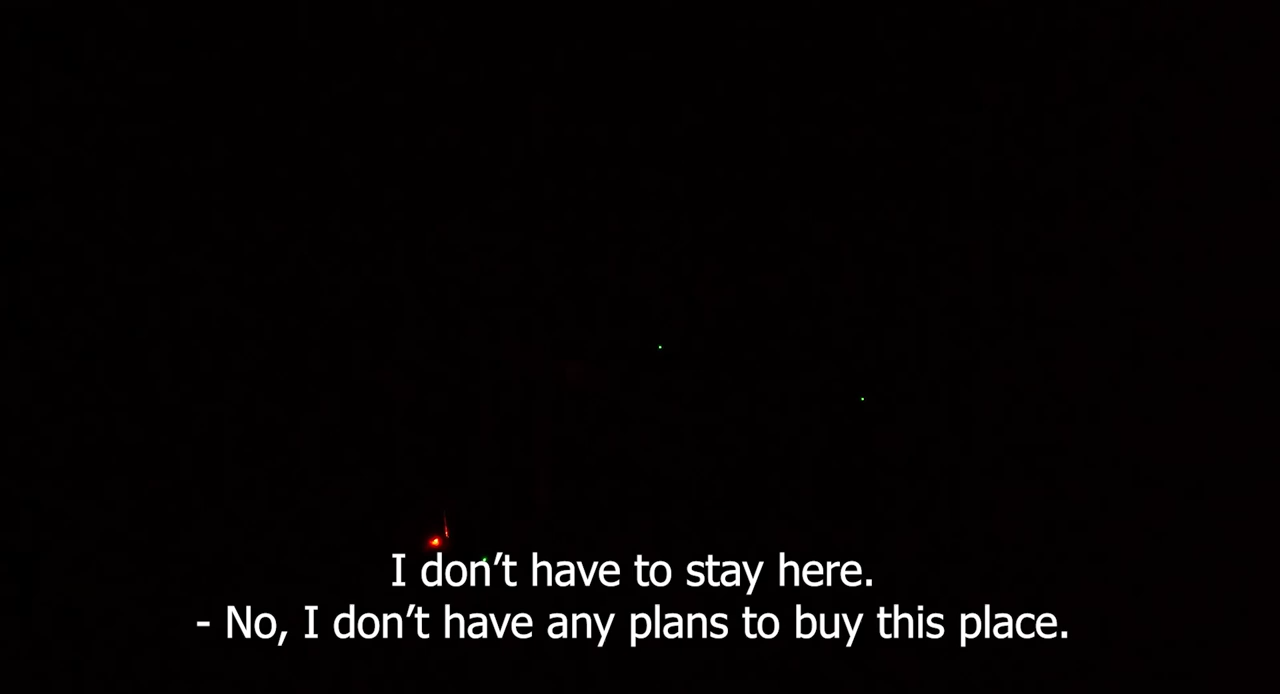 I don’t have to stay here.
- No, I don’t have any plans to buy this place.